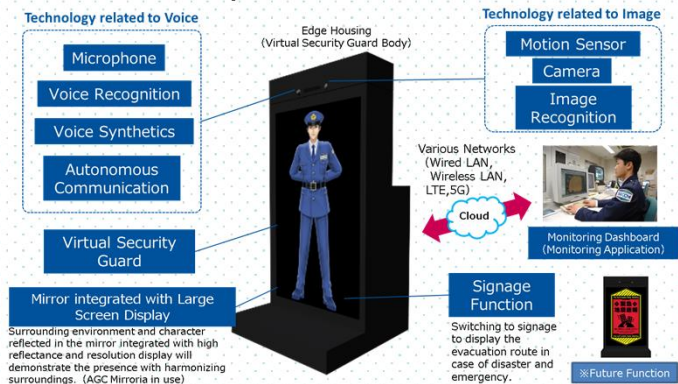 Technology related to Voice
Microphone
Voice Recognition
Voice Synthetics
Autonomous
Communication
Virtual Security
Guard
Mirror integrated with Large
Screen Display
Surrounding environment and character
reflected in the mirror integrated with high
reflectance and resolution display will
demonstrate the presence with harmonizing
surroundings. (AGC Mirroria in use)
Edge Housing
(Virtual Security Guard Body)
Technology related to Image
Motion Sensor
Camera
Image
Recognition
Various Networks
(Wired LAN,
Wireless LAN,
LTE,5G)
Cloud
Monitoring Dashboard
(Monitoring Application)
Signage
Function
Switching to signage
to display the
evacuation route in
case of disaster and
emergency.
※Future Function